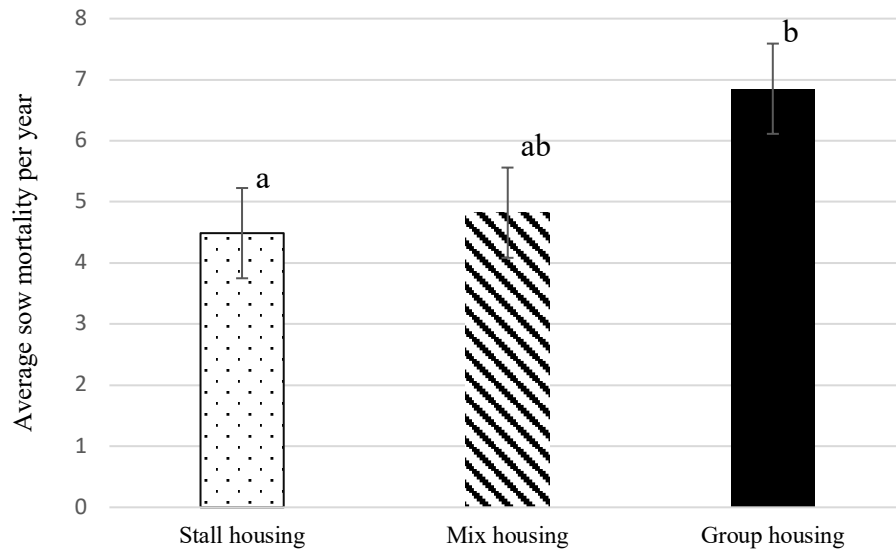 Average sow mortality per year
8
7
6
5
4
3
2
1
0
a
ab
b
Stall housing
Mix housing
Group housing